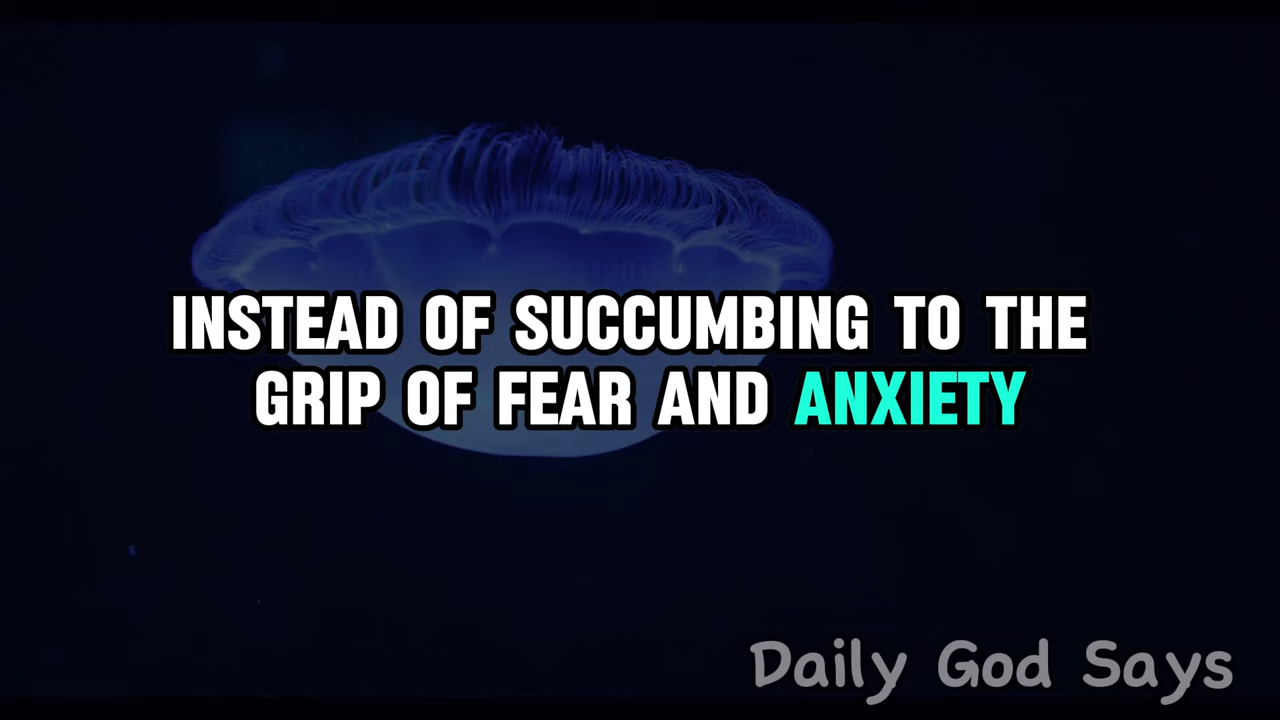 INSTEAD OF SUCCUMBING TO THE
GRIP OF FEAR AND ANXIETY
Daily God Says